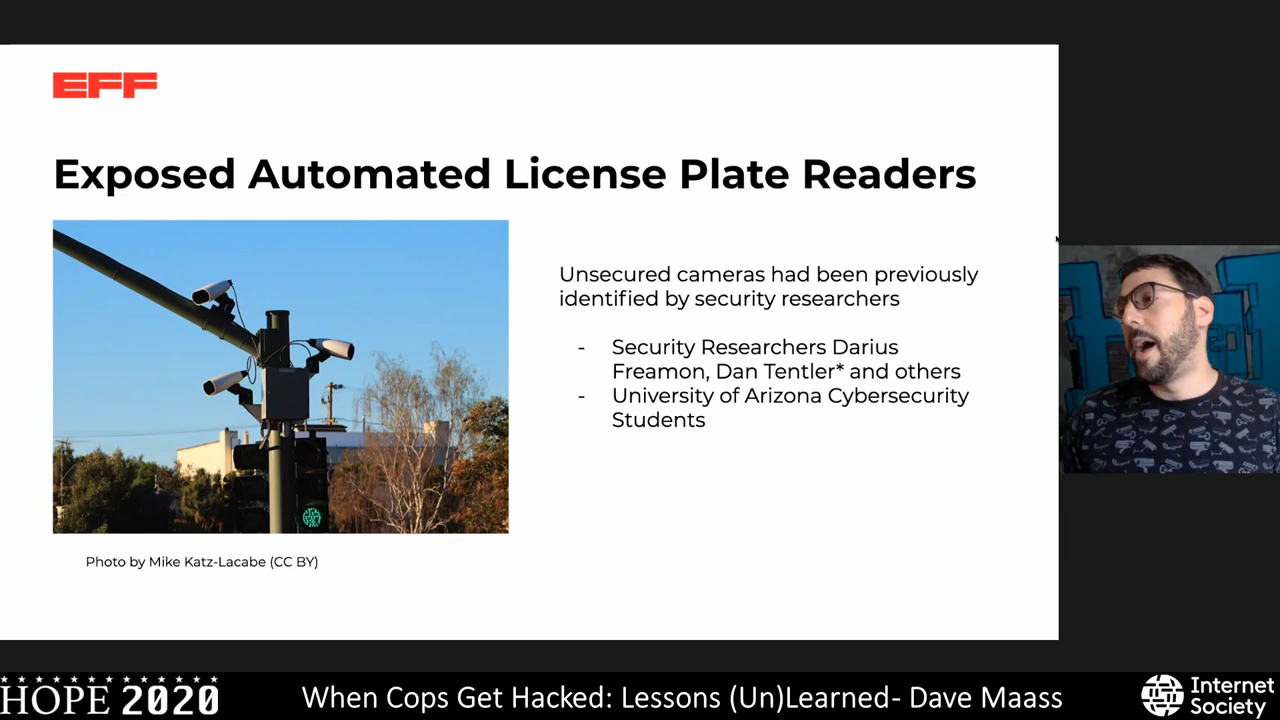 EFF
Exposed Automated License Plate Readers
Unsecured cameras had been previously
identified by security researchers
- Security Researchers Darius
Freamon, Dan Tentler* and others
- University of Arizona Cybersecurity
Students
Photo by Mike Katz-Lacabe (CC BY)
HOPE 2020
When Cops Get Hacked: Lessons (Un)Learned- Dave Maass
Internet
Society